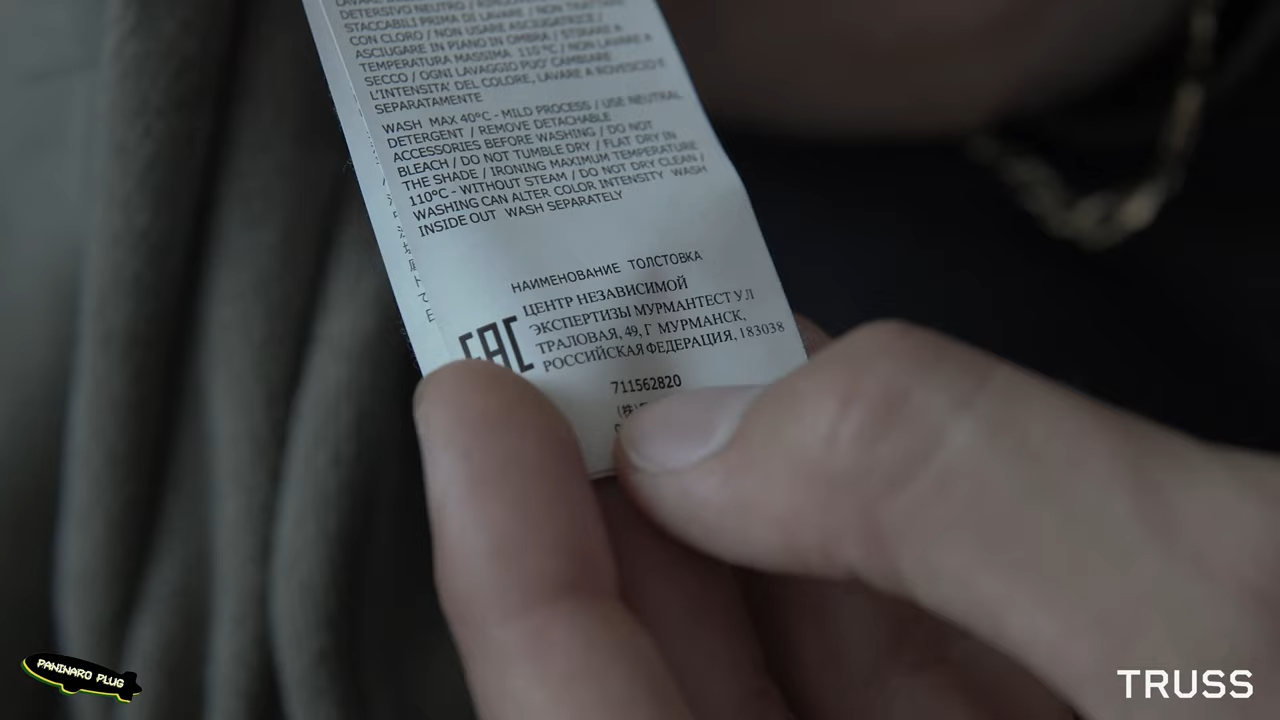 DETERSIVO NEUTRO /
STACCABILI PRIMA DI LAVARE / NON
CON CLORO / NON USARE ASCIUGATRICE /
ASCIUGARE IN PIANO IN OMBRA / STIRARE A
TEMPERATURA MASSIMA. 110 °C / NON LAVARE A
SECCO / OGNI LAVAGGIO PUO' CAMBIARE
L'INTENSITA' DEL COLORE, LAVARE A ROVESCIO E
SEPARATAMENTE
WASH MAX 40°C - MILD PROCESS / USE NEUTRAL
DETERGENT / REMOVE DETACHABLE
ACCESSORIES BEFORE WASHING / DO NOT
BLEACH / DO NOT TUMBLE DRY / FLAT DRY IN
THE SHADE / IRONING MAXIMUM TEMPERATURE
110°C - WITHOUT STEAM / DO NOT DRY CLEAN /
WASHING CAN ALTER COLOR INTENSITY WASH
INSIDE OUT WASH SEPARATELY
НАИМЕНОВАНИЕ ТОЛСТОВКА
ЦЕНТР НЕЗАВИСИМОЙ
ЭКСПЕРТИЗЫ МУРМАНТЕСТ УЛ
ТРАЛОВАЯ, 49, Г МУРМАНСК,
РОССИЙСКАЯ ФЕДЕРАЦИЯ, 183038
EAC
711562820
PANINARO PLUG
TRUSS